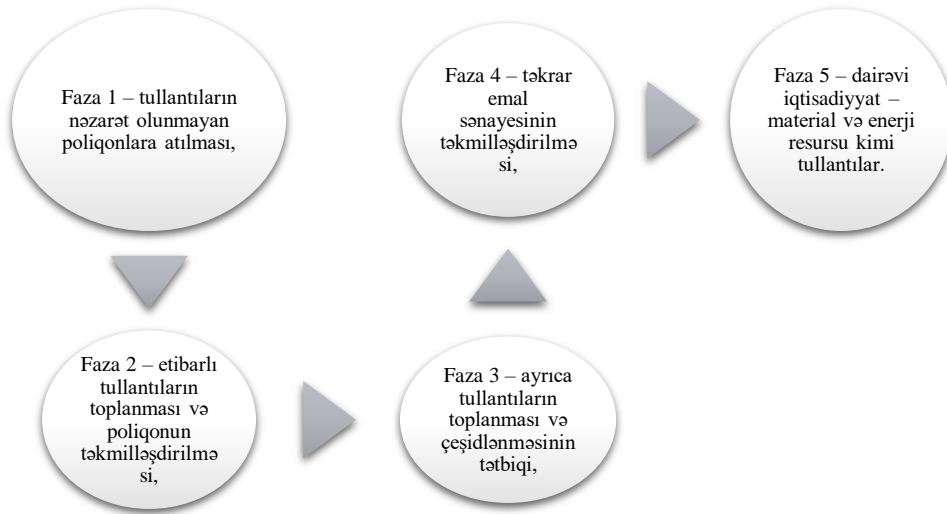 Faza 1 – tullantıların
nəzarət olunmayan
poliqonlara atılması,
Faza 2 – etibarlı
tullantıların
toplanması və
poliqonun
təkmilləşdirilmə
si,
Faza 3 – ayrıca
tullantıların
toplanması və
çeşidlənməsinin
tətbiqi,
Faza 4 – təkrar
emal
sənayesinin
təkmilləşdirilmə
si,
Faza 5 – dairəvi
iqtisadiyyat –
material və enerji
resursu kimi
tullantılar.